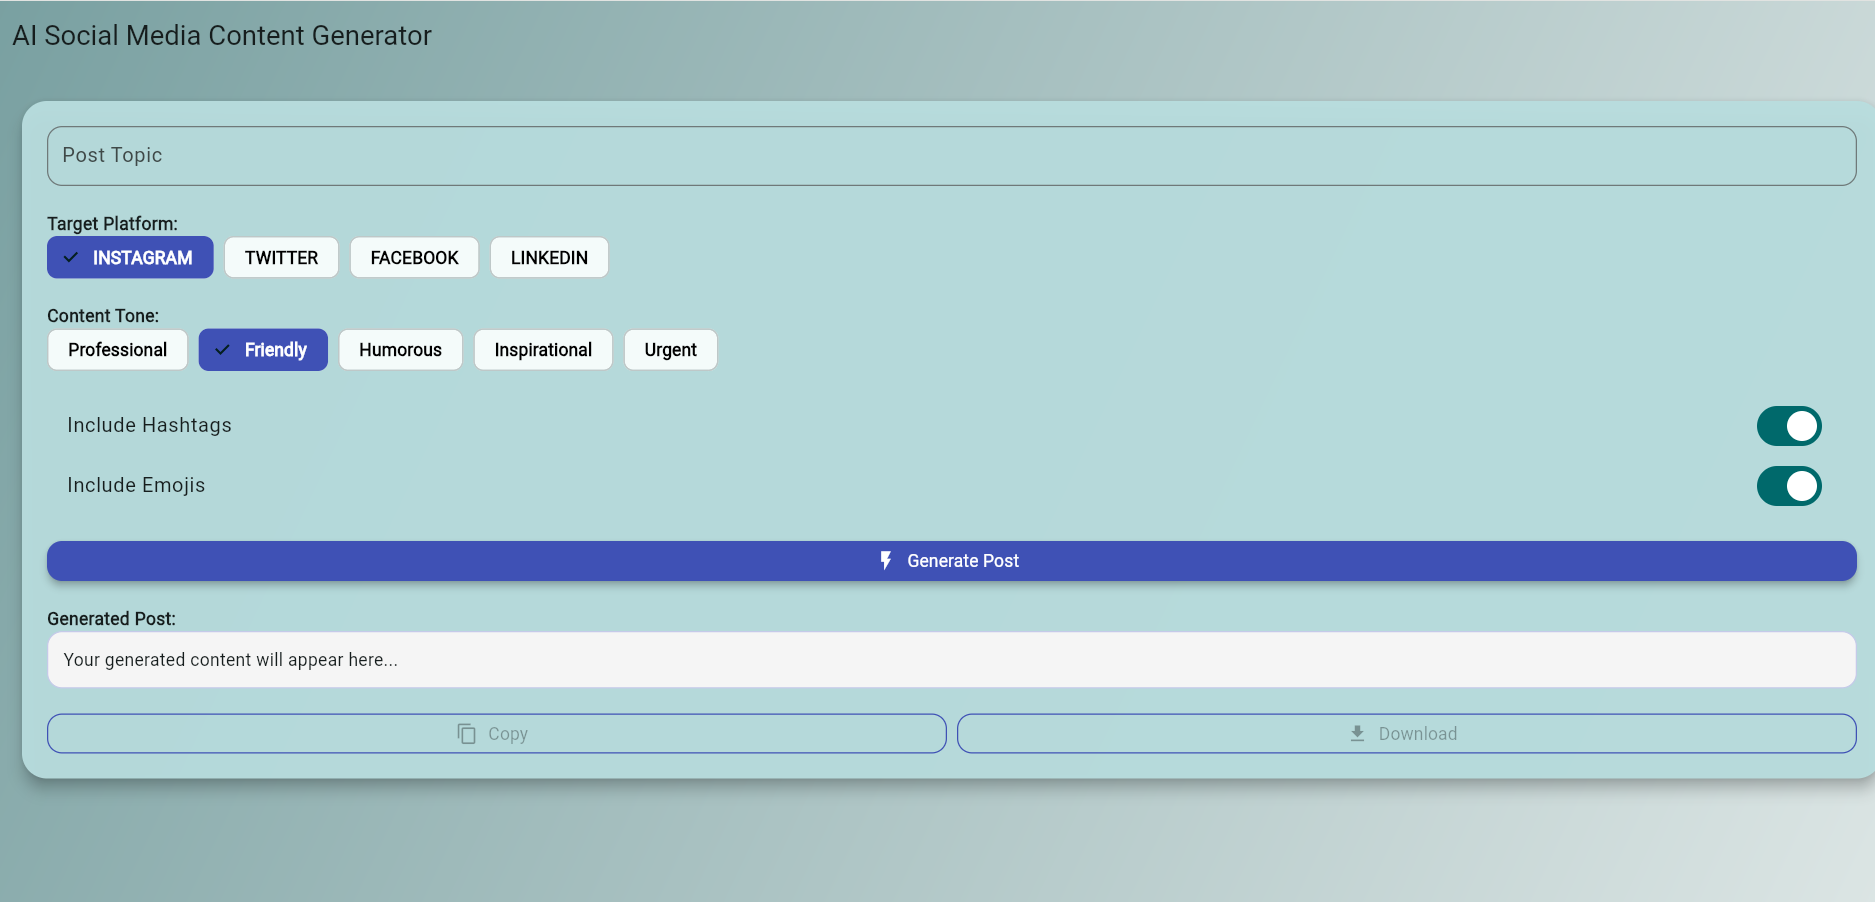 AI Social Media Content Generator
Post Topic
Target Platform:
INSTAGRAM TWITTER FACEBOOK LINKEDIN
Content Tone:
Professional Friendly Humorous Inspirational Urgent
Include Hashtags
Include Emojis
Generate Post
Generated Post:
Your generated content will appear here...
Copy Download